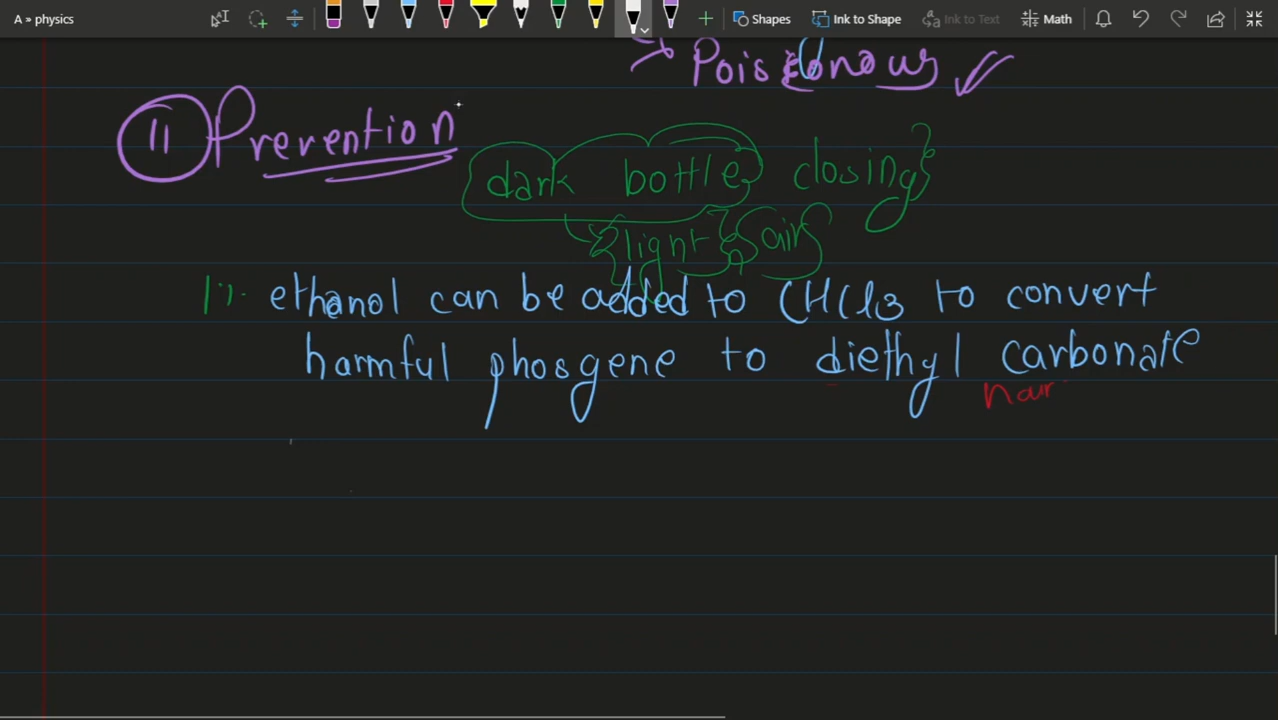 A » physics
Shapes Ink to Shape Ink to Text Math
→ Poisonous ✓
11 Prevention
dark bottle closing
light air
1%. ethanol can be added to CHCl3 to convert
harmful phosgene to diethyl carbonate
har